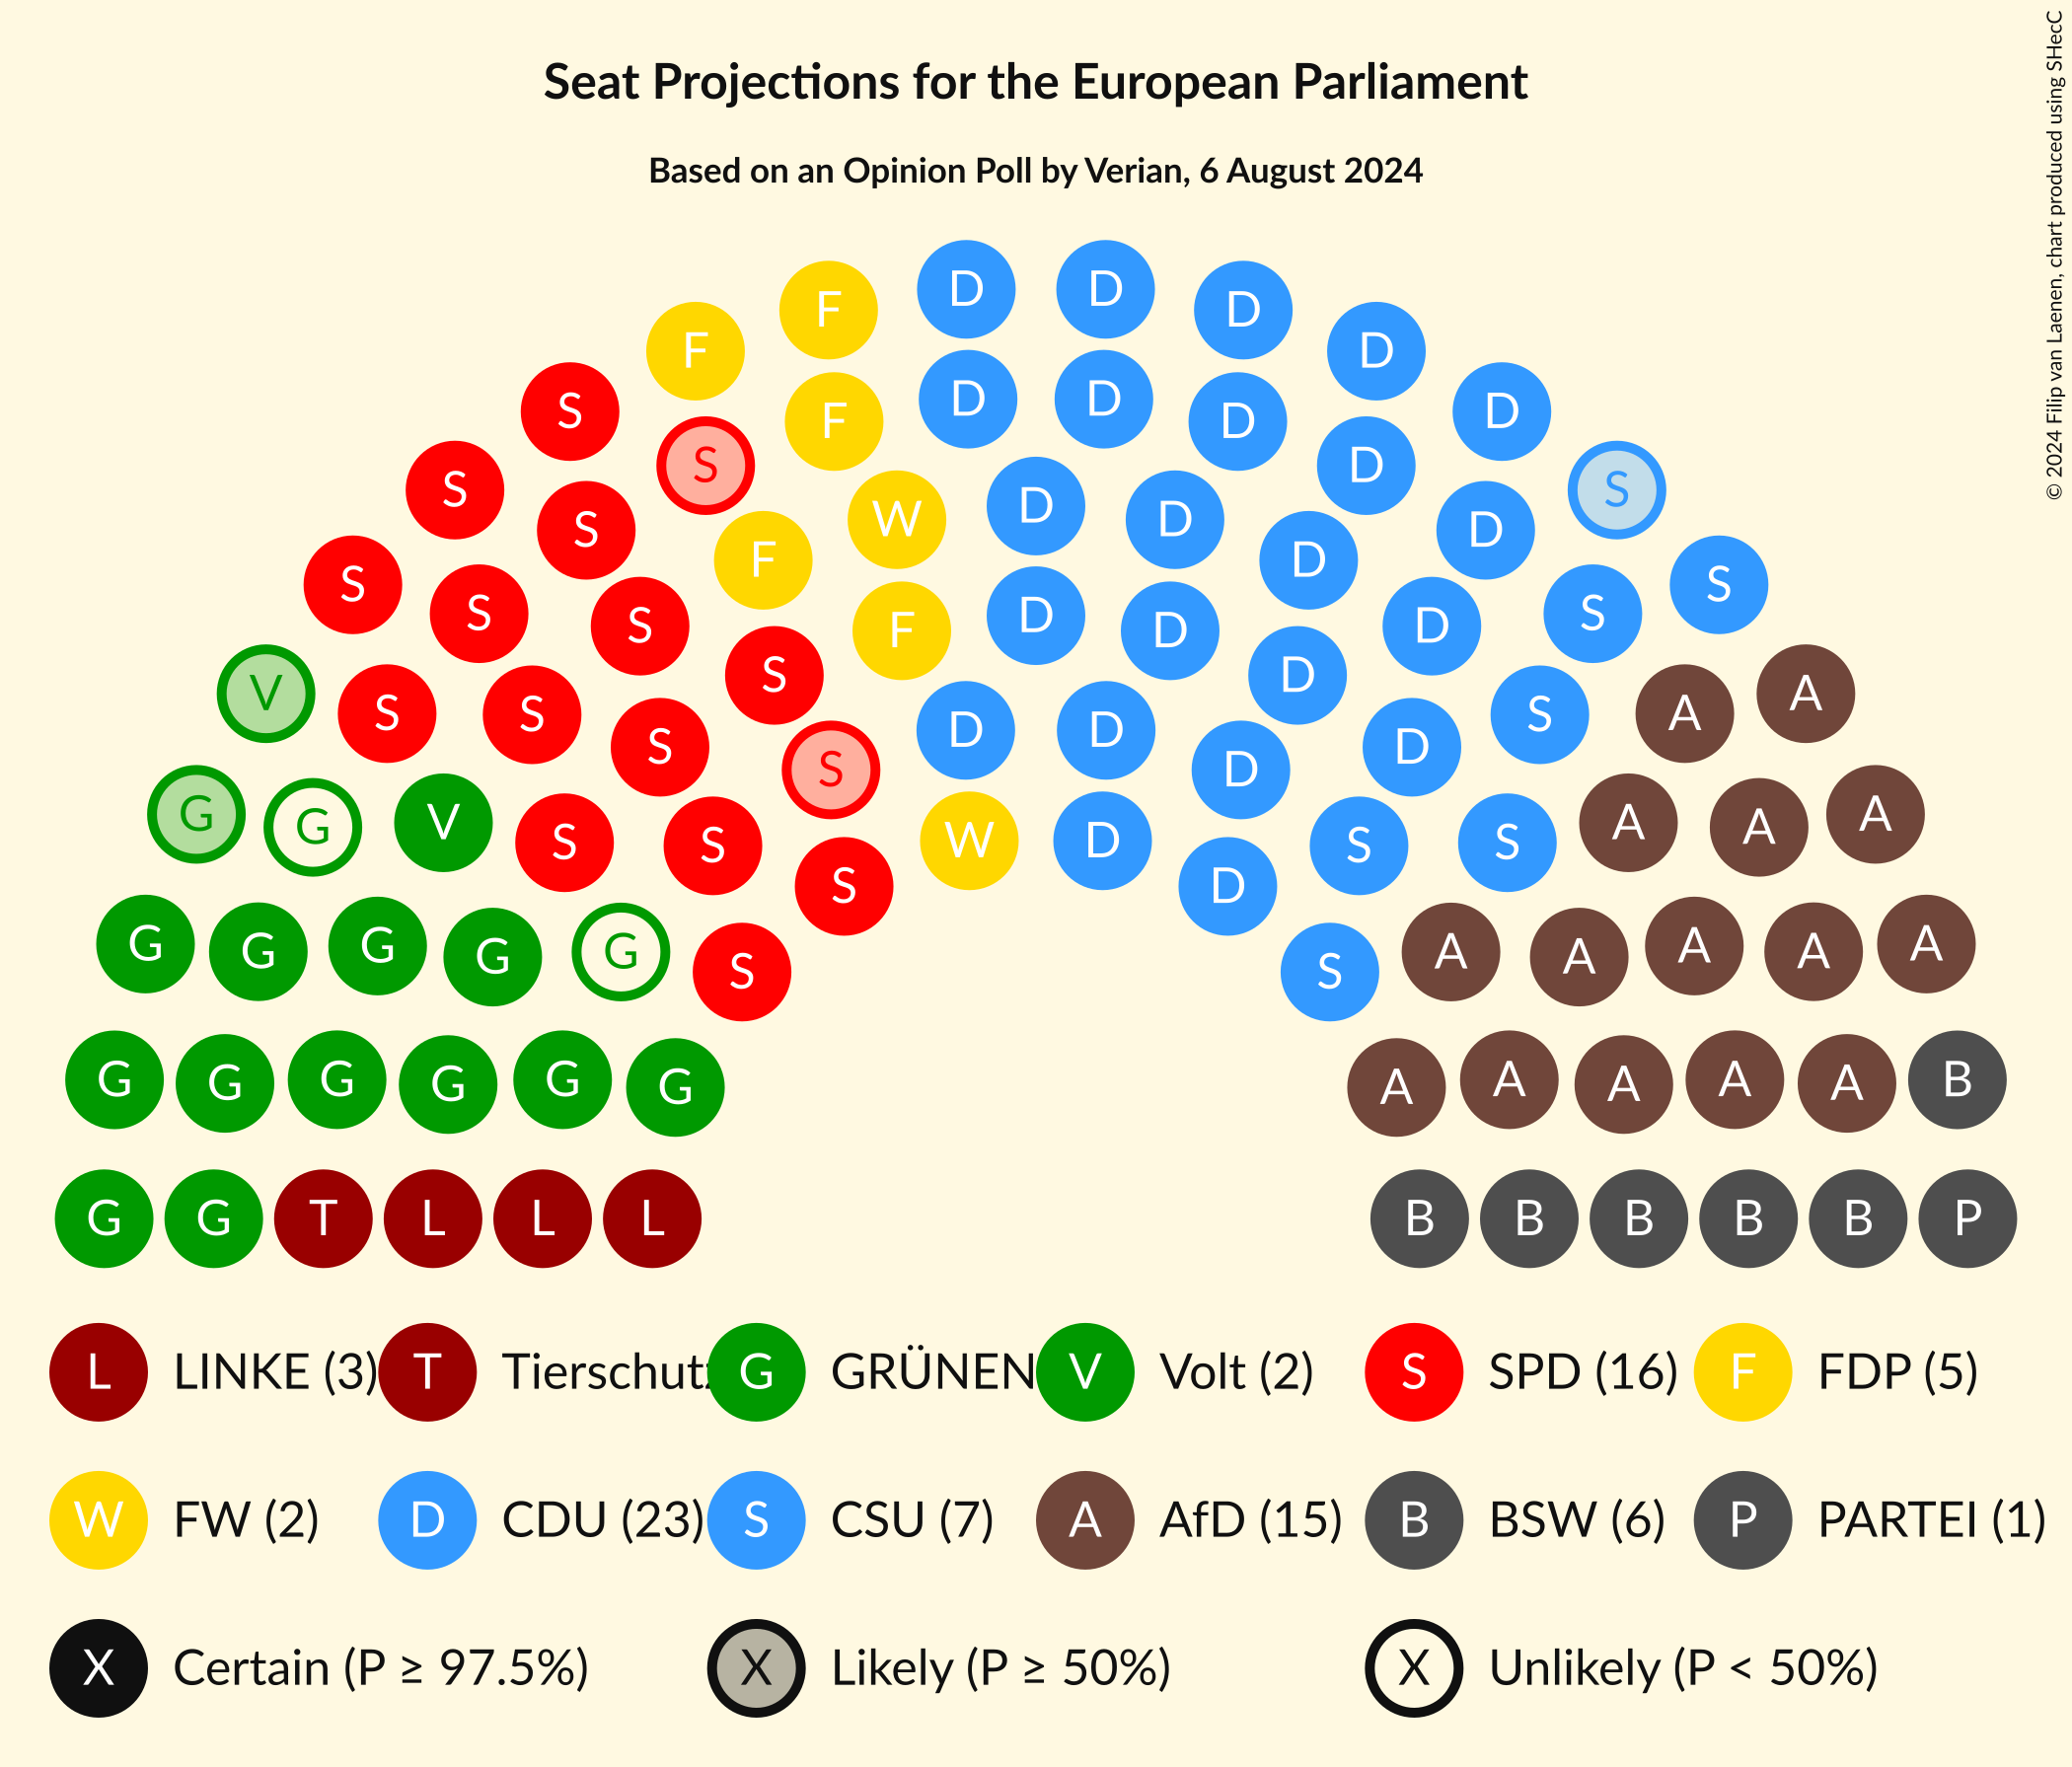 Seat Projections for the European Parliament
Based on an Opinion Poll by Verian, 6 August 2024
© 2024 Filip van Laenen, chart produced using SHecC
D D
F D
F D
D D
S D
F D
S D
S S
D
W D
S D
F D
S S
S D S
S D
F D
S D
V A
S S S A
D D
S D
S D
G A
G V A A
S W D S
S S
S D
G G G A A A
G G A A
S S
G G G G G G A A A A A B
G G T L L L B B B B B P
L LINKE (3) T Tierschutz G GRÜNEN V Volt (2) S SPD (16) F FDP (5)
W FW (2) D CDU (23) S CSU (7) A AfD (15) B BSW (6) P PARTEI (1)
X Certain (P ≥ 97.5%) X Likely (P ≥ 50%) X Unlikely (P < 50%)